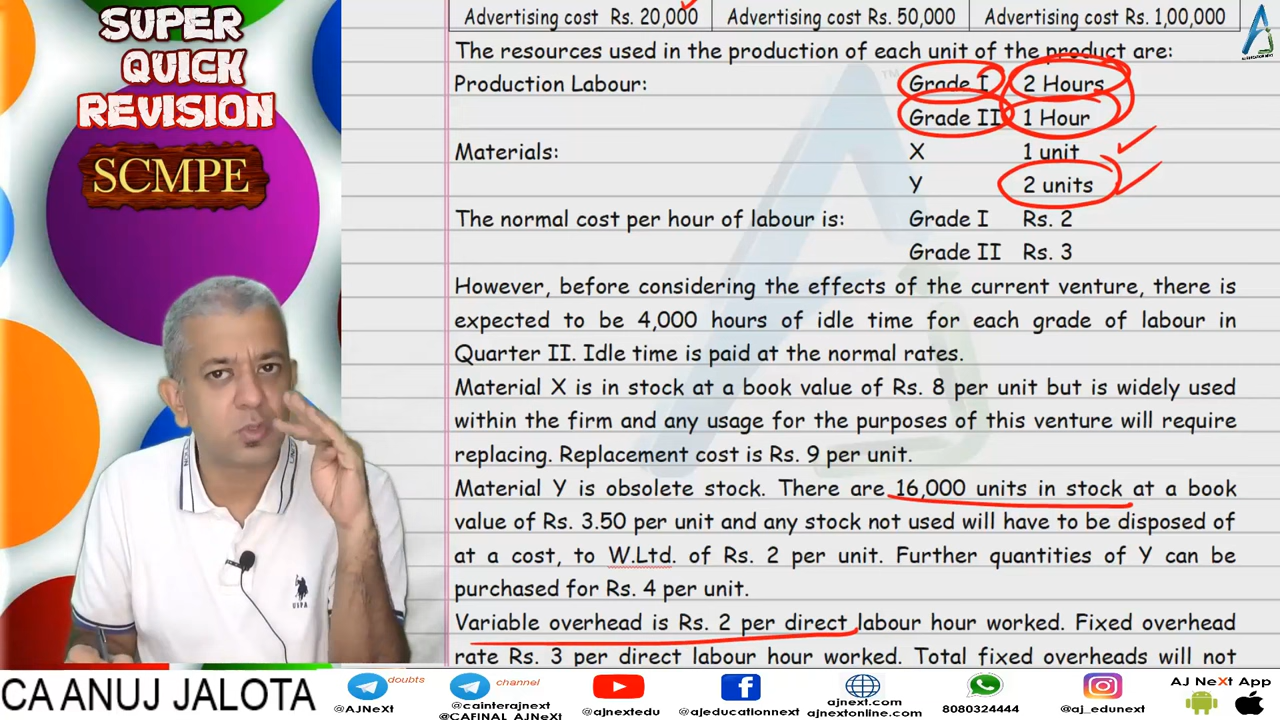 SUPER
QUICK
REVISION
SCMPE
Advertising cost Rs. 20,000 Advertising cost Rs. 50,000 Advertising cost Rs. 1,00,000
The resources used in the production of each unit of the product are:
Production Labour: Grade I 2 Hours
Grade II 1 Hour
Materials: X 1 unit
Y 2 units
The normal cost per hour of labour is: Grade I Rs. 2
Grade II Rs. 3
However, before considering the effects of the current venture, there is
expected to be 4,000 hours of idle time for each grade of labour in
Quarter II. Idle time is paid at the normal rates.
Material X is in stock at a book value of Rs. 8 per unit but is widely used
within the firm and any usage for the purposes of this venture will require
replacing. Replacement cost is Rs. 9 per unit.
Material Y is obsolete stock. There are 16,000 units in stock at a book
value of Rs. 3.50 per unit and any stock not used will have to be disposed of
at a cost, to W.Ltd. of Rs. 2 per unit. Further quantities of Y can be
purchased for Rs. 4 per unit.
Variable overhead is Rs. 2 per direct labour hour worked. Fixed overhead
rate Rs. 3 per direct labour hour worked. Total fixed overheads will not
USPA
CA ANUJ JALOTA
doubts
@AJNeXt
channel
@cainterajnext
@CAFINAL_AJNeXt
@ajnextedu
@ajeducationnext
ajnext.com
ajnextonline.com
8080324444
@aj_edunext
AJ NeXt App